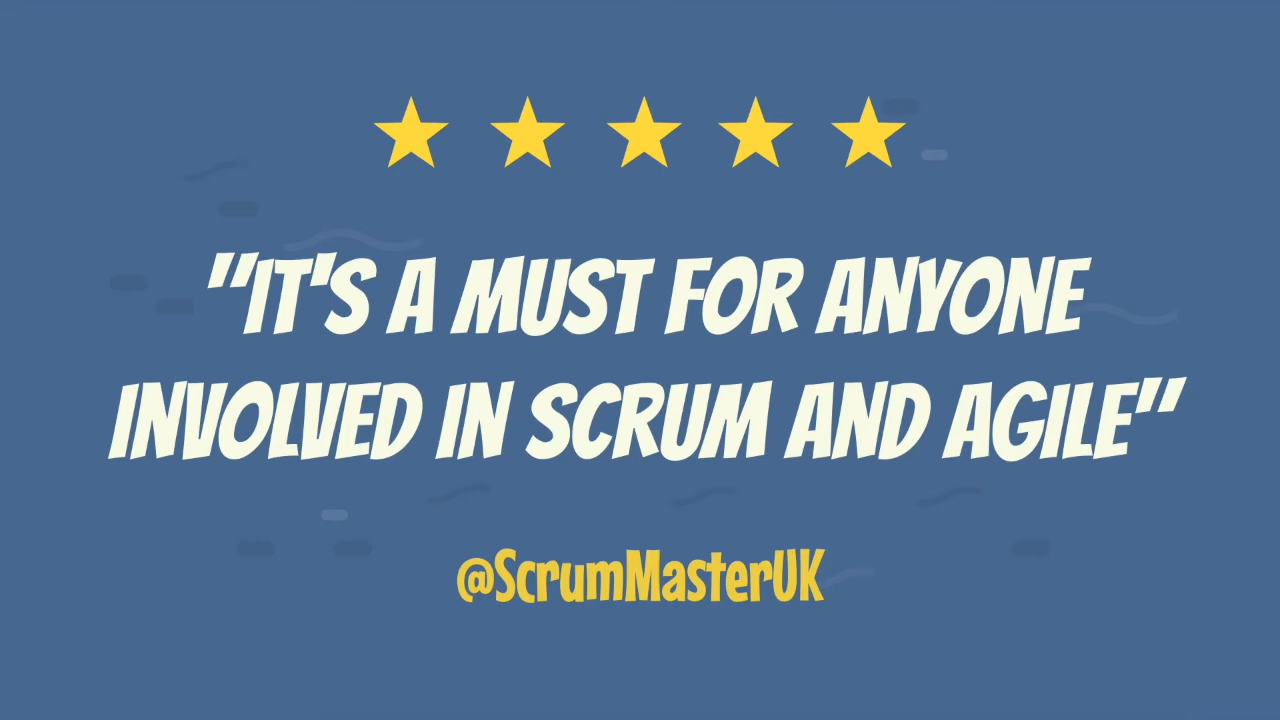 "IT'S A MUST FOR ANYONE
INVOLVED IN SCRUM AND AGILE"
@ScrumMasterUK